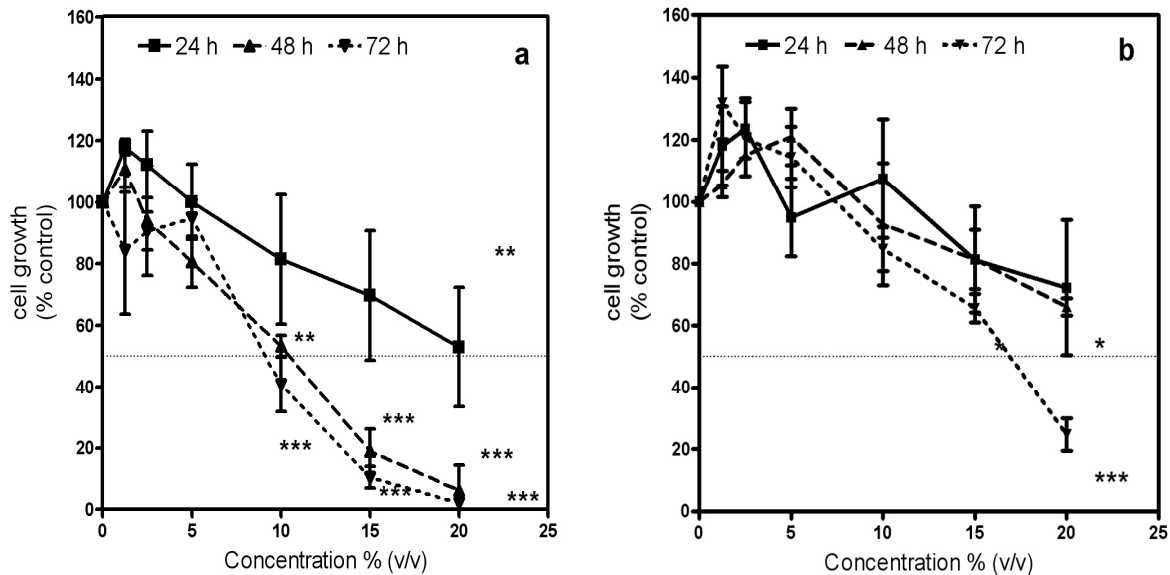 160
24 h 48 h 72 h a
140
120
100
80
60
40
20
0
**
**
***
***
***
***
***
0 5 10 15 20 25
cell growth
(% control)
Concentration % (v/v)
160
24 h 48 h 72 h b
140
120
100
80
60
40
20
0
*
*
***
0 5 10 15 20 25
cell growth
(% control)
Concentration % (v/v)